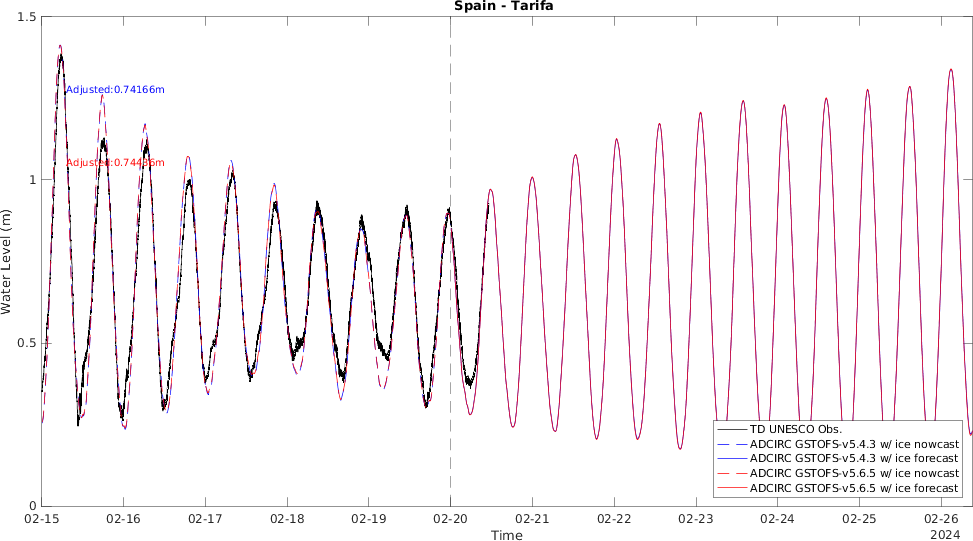 Spain - Tarifa
1.5
1
0.5
0
Water Level (m)
Adjusted:0.74166m
Adjusted:0.74436m
TD UNESCO Obs.
ADCIRC GSTOFS-v5.4.3 w/ ice nowcast
ADCIRC GSTOFS-v5.4.3 w/ ice forecast
ADCIRC GSTOFS-v5.6.5 w/ ice nowcast
ADCIRC GSTOFS-v5.6.5 w/ ice forecast
02-15 02-16 02-17 02-18 02-19 02-20 02-21 02-22 02-23 02-24 02-25 02-26
Time
2024